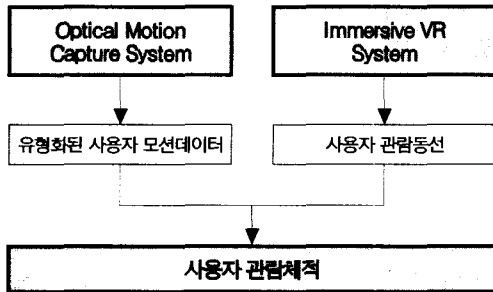 Optical Motion
Capture System
Immersive VR
System
유형화된 사용자 모션데이터
사용자 관람동선
사용자 관람체적